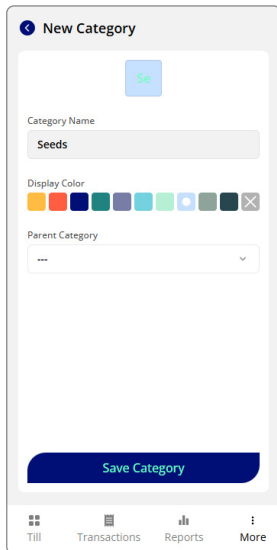 New Category
Se
Category Name
Seeds
Display Color
Parent Category
---
Save Category
Till Transactions Reports More